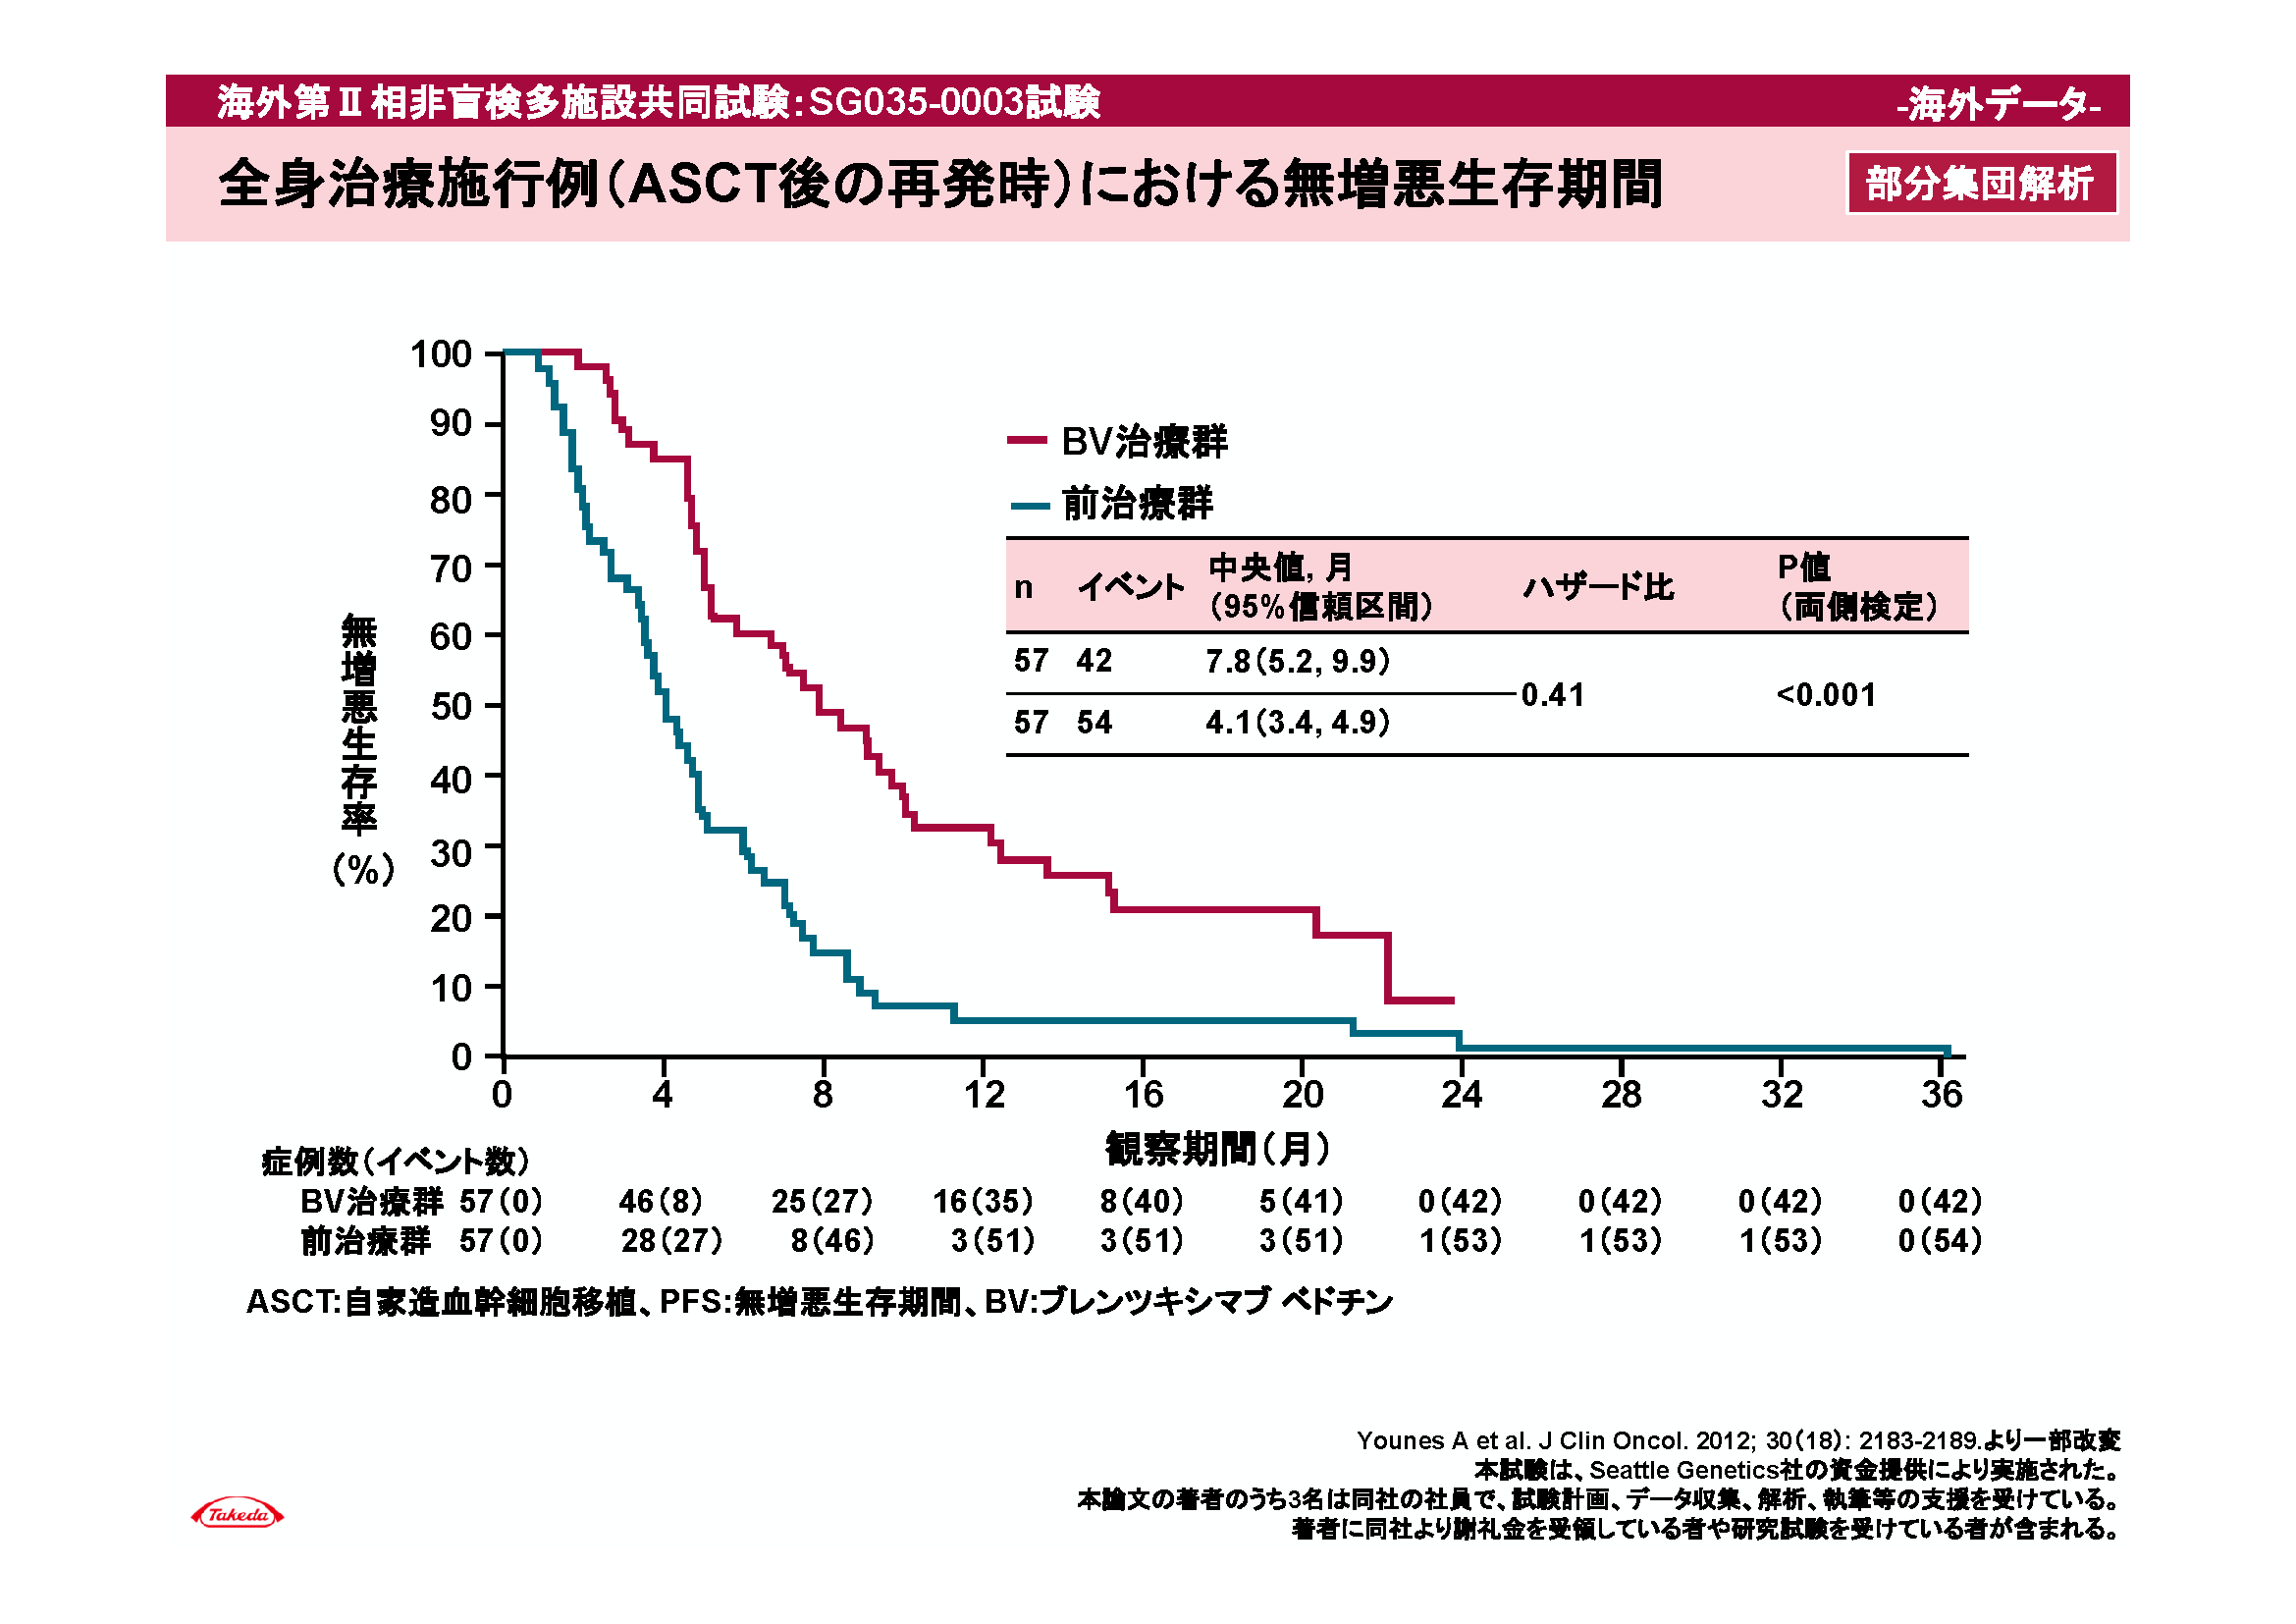 海外第Ⅱ相非盲検多施設共同試験：SG035-0003試験
-海外データ-
全身治療施行例（ASCT後の再発時）における無増悪生存期間
部分集団解析
無増悪生存率（%）
100
90
80
70
60
50
40
30
20
10
0
BV治療群
前治療群
n イベント 中央値, 月（95%信頼区間） ハザード比 P値（両側検定）
57 42 7.8（5.2, 9.9）
0.41 <0.001
57 54 4.1（3.4, 4.9）
0 4 8 12 16 20 24 28 32 36
観察期間（月）
症例数（イベント数）
BV治療群 57（0） 46（8） 25（27） 16（35） 8（40） 5（41） 0（42） 0（42） 0（42） 0（42）
前治療群 57（0） 28（27） 8（46） 3（51） 3（51） 3（51） 1（53） 1（53） 1（53） 0（54）
ASCT:自家造血幹細胞移植、PFS:無増悪生存期間、BV:ブレンツキシマブ ベドチン
Younes A et al. J Clin Oncol. 2012; 30（18）: 2183-2189.より一部改変
本試験は、Seattle Genetics社の資金提供により実施された。
本論文の著者のうち3名は同社の社員で、試験計画、データ収集、解析、執筆等の支援を受けている。
著者に同社より謝礼金を受領している者や研究試験を受けている者が含まれる。
Takeda